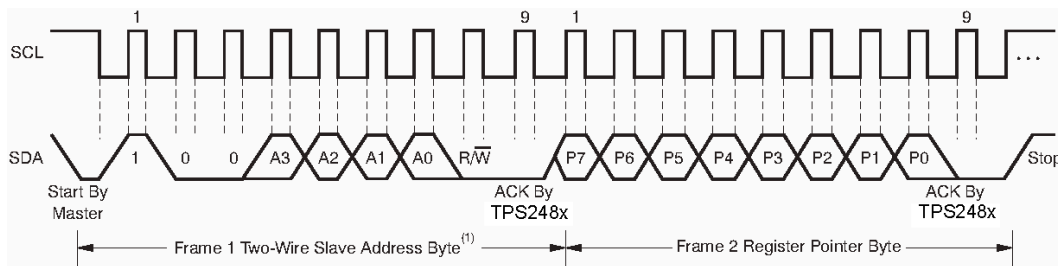 1 9 1 9
SCL ...
SDA 1 0 0 A3 A2 A1 A0 R/W̅ P7 P6 P5 P4 P3 P2 P1 P0 Stop
Start By
Master
ACK By
TPS248x
ACK By
TPS248x
Frame 1 Two-Wire Slave Address Byte(1)
Frame 2 Register Pointer Byte